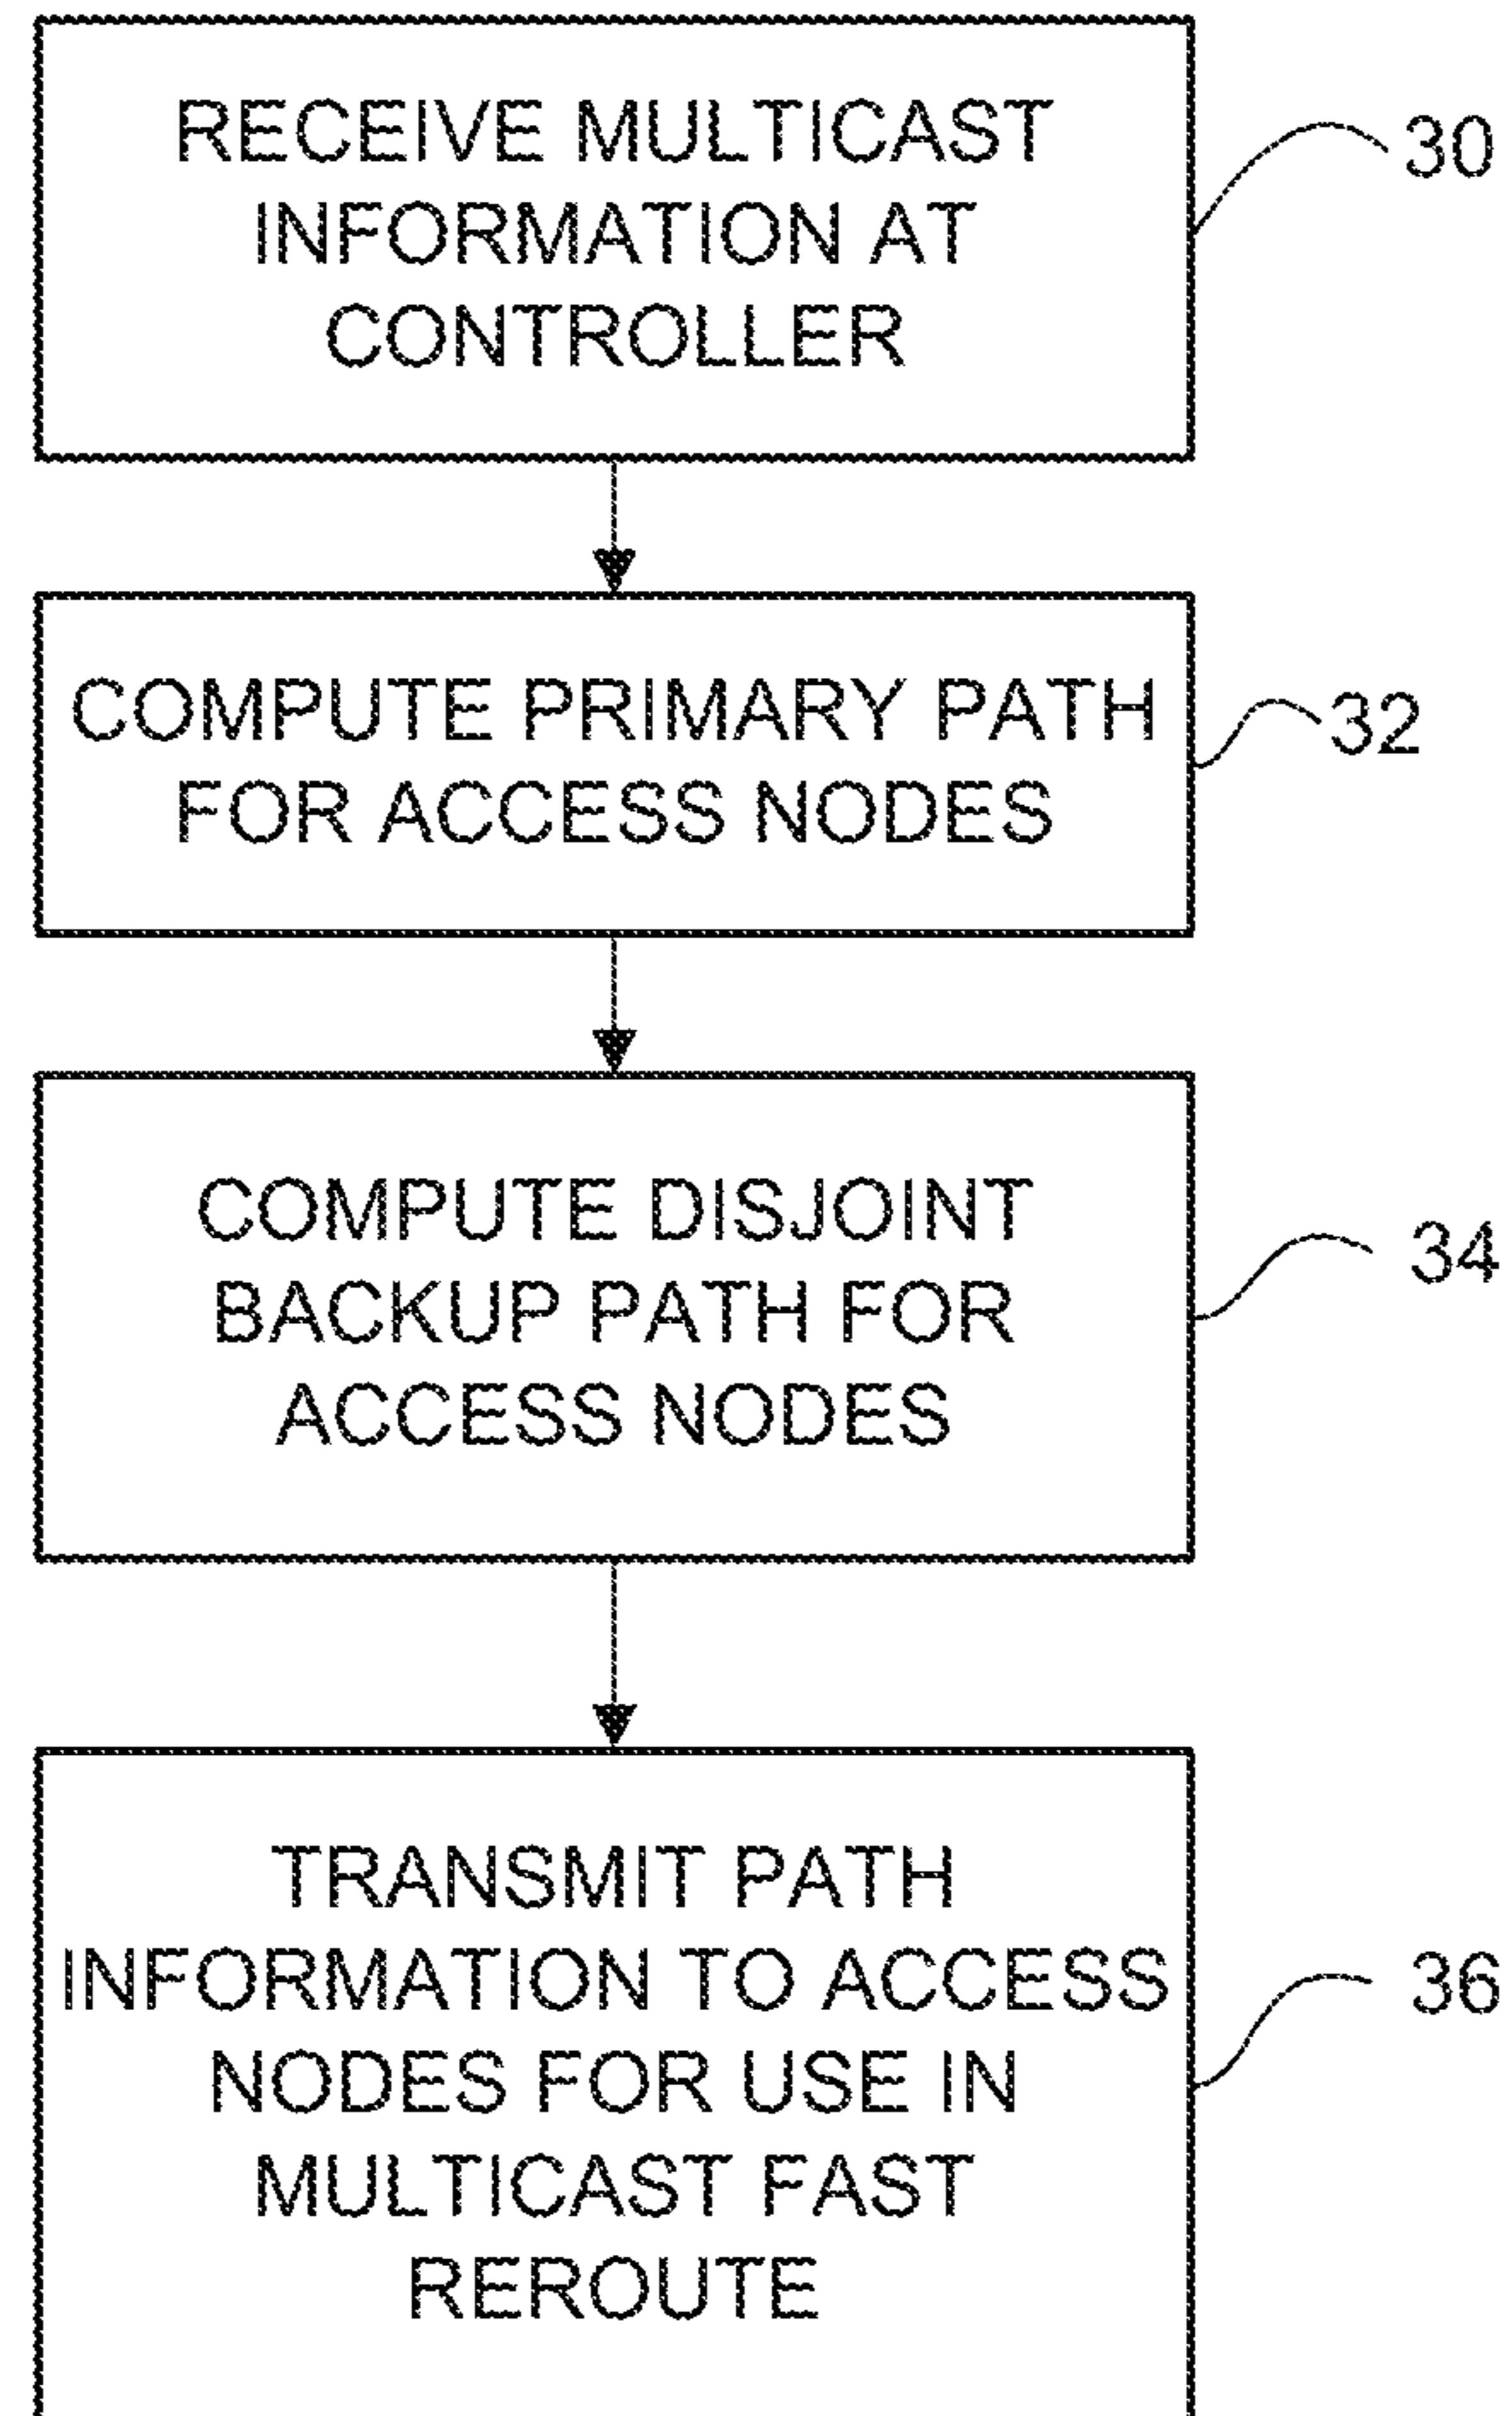 RECEIVE MULTICAST
INFORMATION AT
CONTROLLER
30
COMPUTE PRIMARY PATH
FOR ACCESS NODES
32
COMPUTE DISJOINT
BACKUP PATH FOR
ACCESS NODES
34
TRANSMIT PATH
INFORMATION TO ACCESS
NODES FOR USE IN
MULTICAST FAST
REROUTE
36